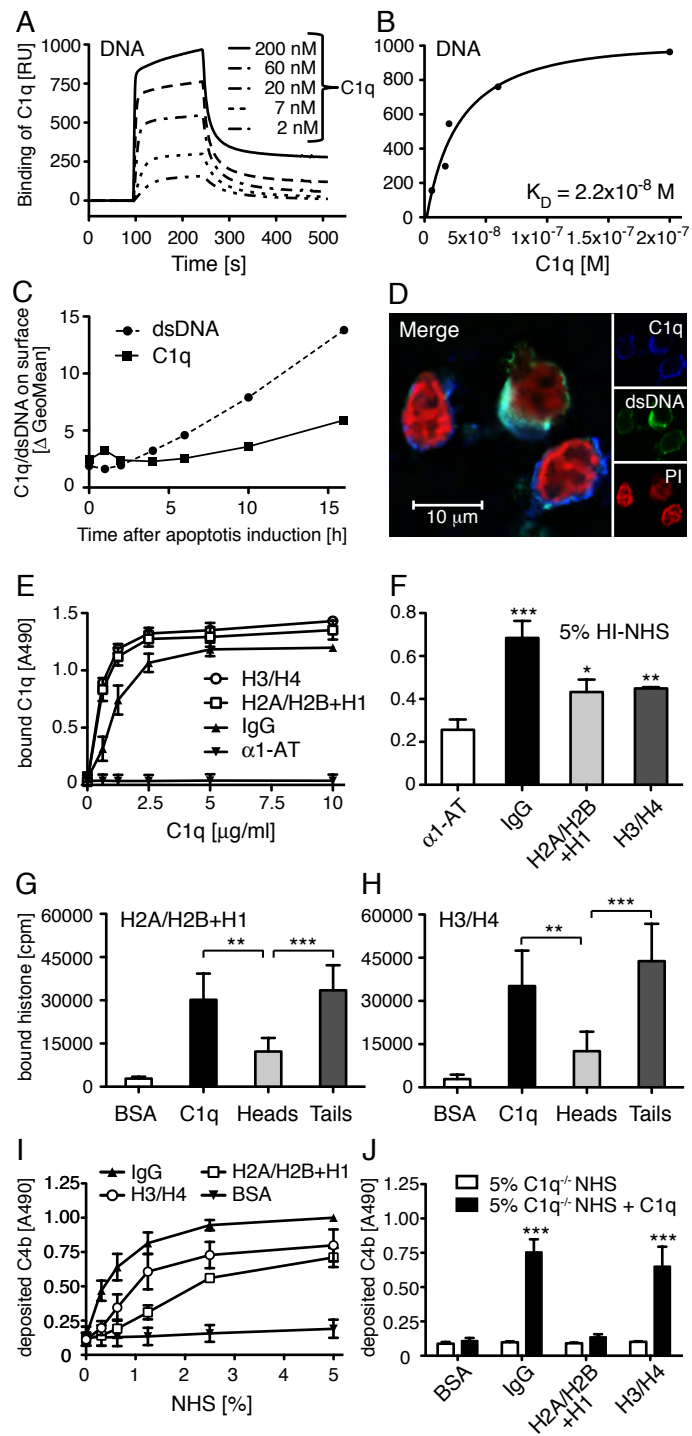 A
DNA
Binding of C1q [RU]
1000
750
500
250
0
0 100 200 300 400 500
Time [s]
200 nM
60 nM
20 nM
7 nM
2 nM
C1q
B
DNA
1000
800
600
400
200
0
0 5x10⁻⁸ 1x10⁻⁷ 1.5x10⁻⁷ 2x10⁻⁷
C1q [M]
K_D = 2.2x10⁻⁸ M
C
C1q/dsDNA on surface
[Δ GeoMean]
15
10
5
0
0 5 10 15
Time after apoptotis induction [h]
dsDNA
C1q
D
Merge
10 μm
C1q
dsDNA
PI
E
bound C1q [A490]
1.5
1.0
0.5
0.0
0 2.5 5 7.5 10
C1q [μg/ml]
H3/H4
H2A/H2B+H1
IgG
α1-AT
F
0.8
0.6
0.4
0.2
0
5% HI-NHS
***
*
**
α1-AT
IgG
H2A/H2B
+H1
H3/H4
G
H2A/H2B+H1
bound histone [cpm]
60000
45000
30000
15000
0
** ***
BSA C1q Heads Tails
H
H3/H4
60000
45000
30000
15000
0
** ***
BSA C1q Heads Tails
I
IgG
H3/H4
H2A/H2B+H1
BSA
deposited C4b [A490]
1.25
1.00
0.75
0.50
0.25
0
0 1 2 3 4 5
NHS [%]
J
5% C1q⁻/⁻ NHS
5% C1q⁻/⁻ NHS + C1q
deposited C4b [A490]
1.25
1.00
0.75
0.50
0.25
0
*** ***
BSA
IgG
H2A/H2B
+H1
H3/H4